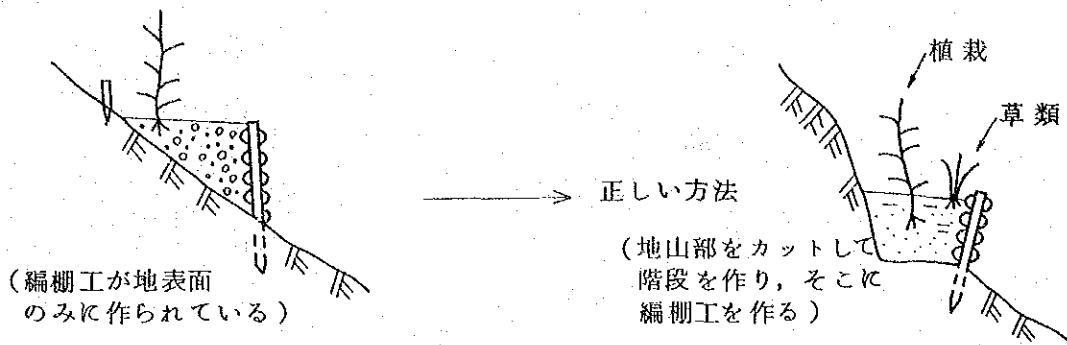 植栽
草類
正しい方法
(編棚工が地表面
のみに作られている)
(地山部をカットして
階段を作り,そこに
編棚工を作る)